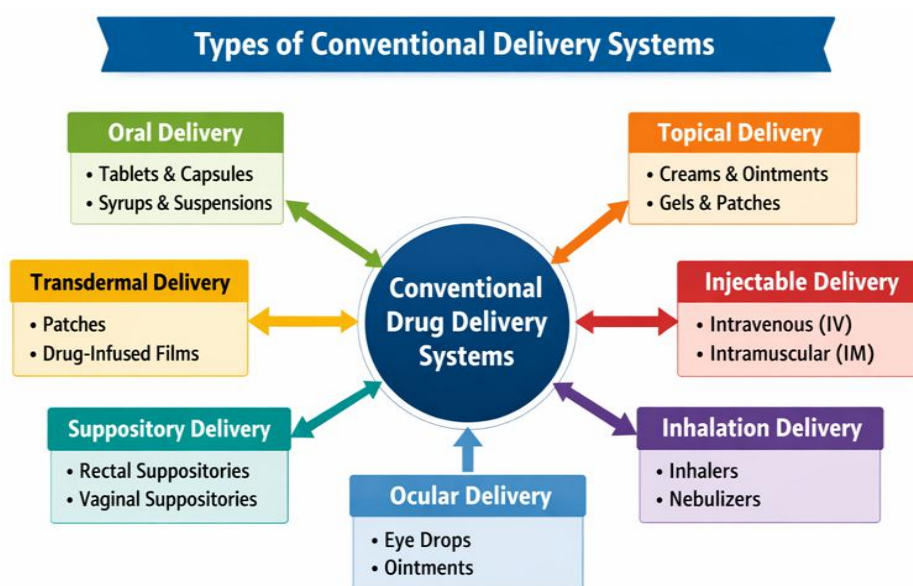 Types of Conventional Delivery Systems
Oral Delivery
• Tablets & Capsules
• Syrups & Suspensions
Topical Delivery
• Creams & Ointments
• Gels & Patches
Transdermal Delivery
• Patches
• Drug-Infused Films
Conventional
Drug Delivery
Systems
Injectable Delivery
• Intravenous (IV)
• Intramuscular (IM)
Suppository Delivery
• Rectal Suppositories
• Vaginal Suppositories
Ocular Delivery
• Eye Drops
• Ointments
Inhalation Delivery
• Inhalers
• Nebulizers